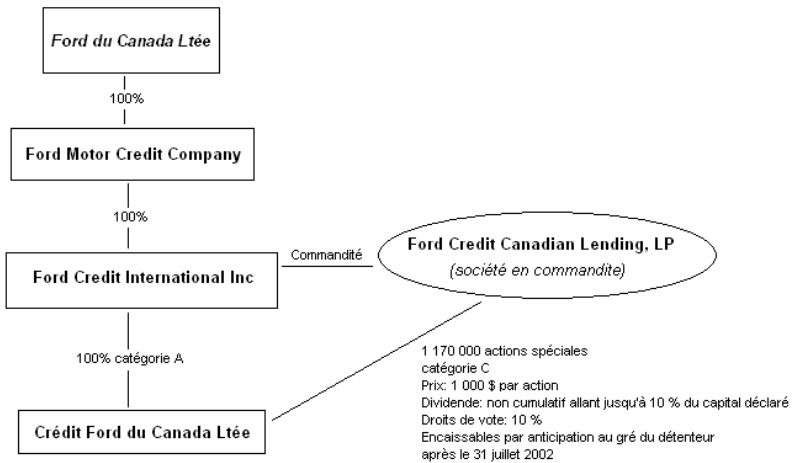 Ford du Canada Ltée
100%
Ford Motor Credit Company
100%
Ford Credit International Inc
Commandité
Ford Credit Canadian Lending, LP
(société en commandite)
100% catégorie A
Crédit Ford du Canada Ltée
1 170 000 actions spéciales
catégorie C
Prix: 1 000 $ par action
Dividende: non cumulatif allant jusqu'à 10 % du capital déclaré
Droits de vote: 10 %
Encaissables par anticipation au gré du détenteur
après le 31 juillet 2002